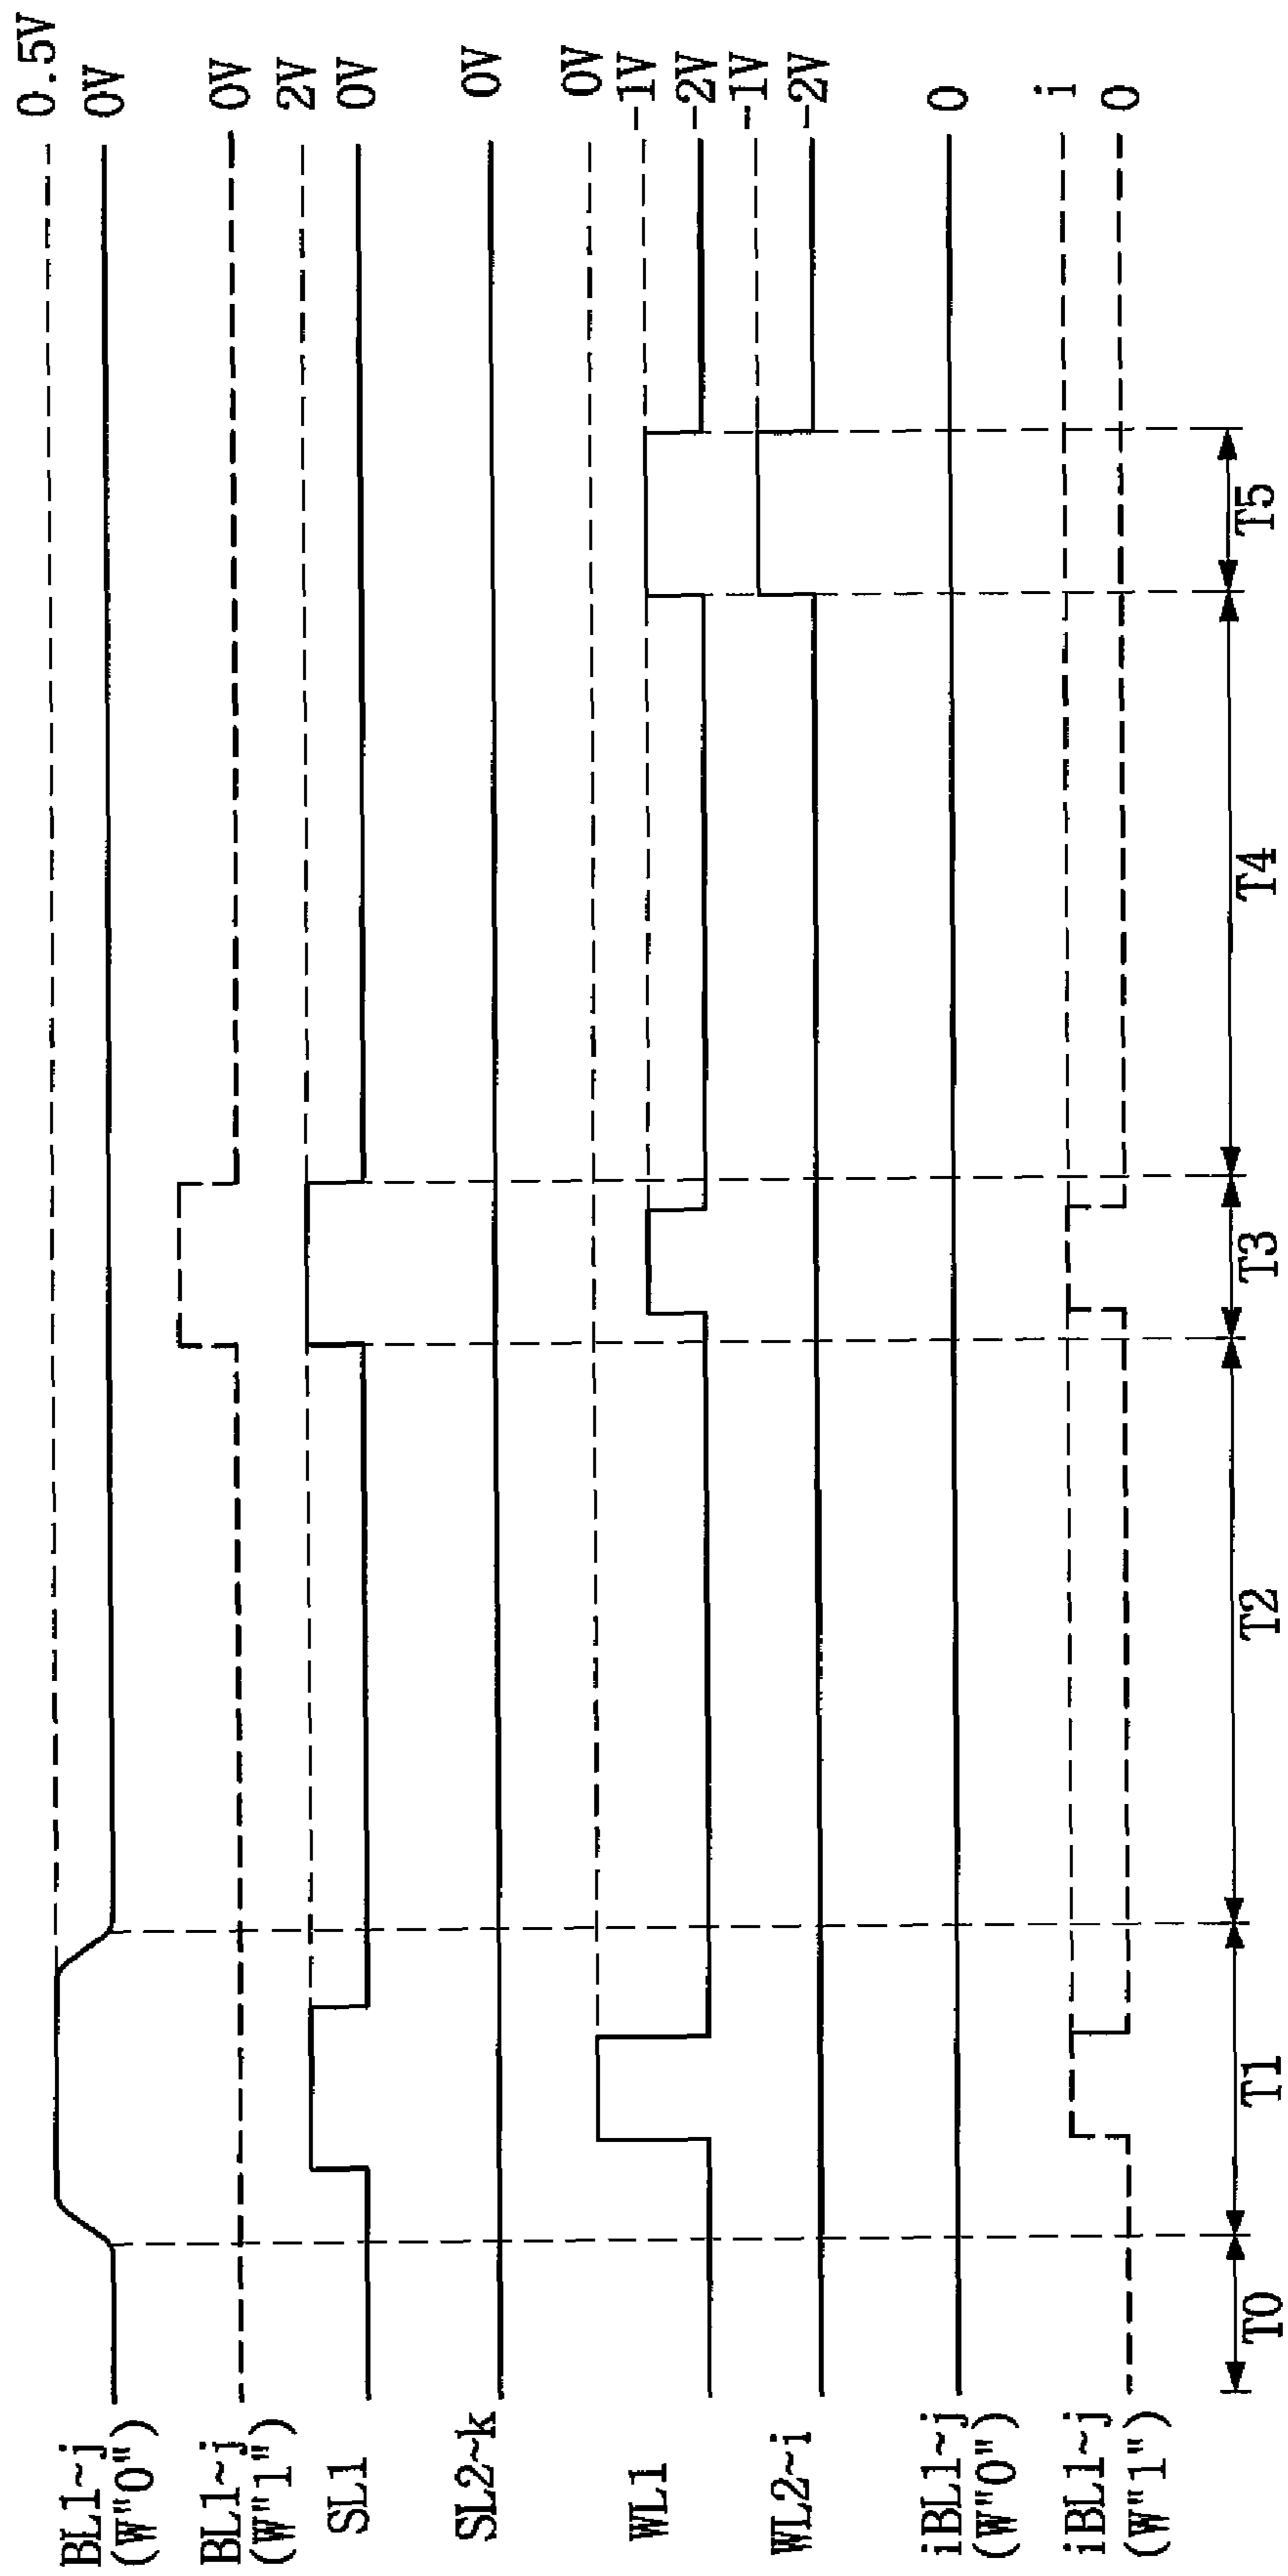 BL1~j
(W"0")
0.5V
0V
BL1~j
(W"1")
0V
SL1
2V
0V
SL2~k
0V
WL1
0V
-1V
-2V
WL2~i
-1V
-2V
iBL1~j
(W"0")
0
iBL1~j
(W"1")
i
0
T0
T1
T2
T3
T4
T5